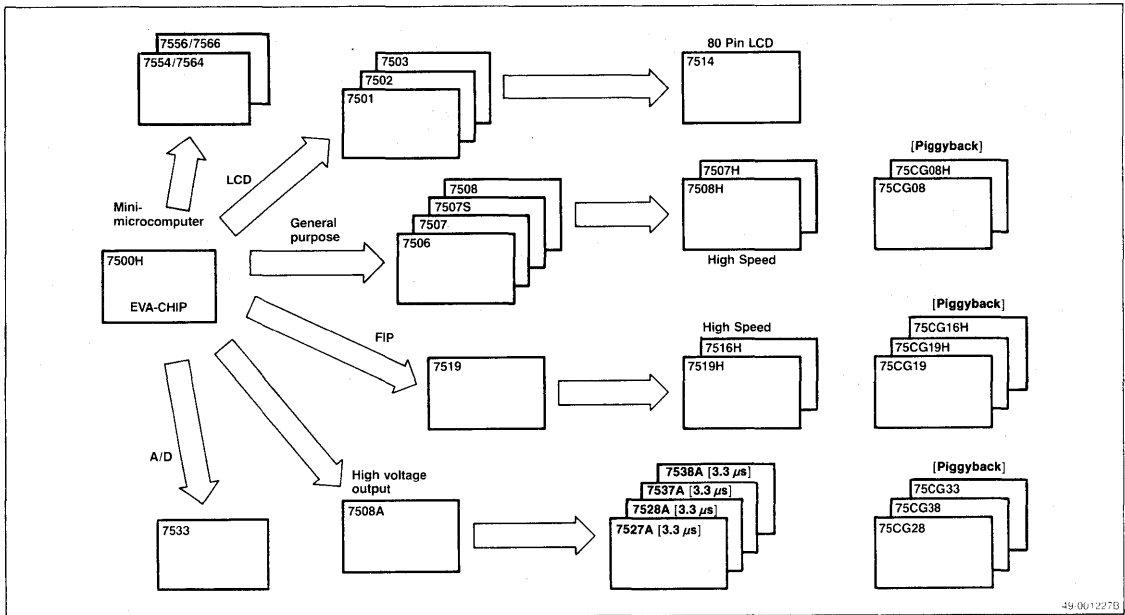 7556/7566
7554/7564
Mini-
microcomputer
LCD
7503
7502
7501
80 Pin LCD
7514
General
purpose
7508
7507S
7507
7506
7507H
7508H
High Speed
[Piggyback]
75CG08H
75CG08
7500H
EVA-CHIP
FIP
7519
High Speed
7516H
7519H
[Piggyback]
75CG16H
75CG19H
75CG19
A/D
7533
High voltage
output
7508A
7538A [3.3 µs]
7537A [3.3 µs]
7528A [3.3 µs]
7527A [3.3 µs]
[Piggyback]
75CG33
75CG38
75CG28
49-001227B